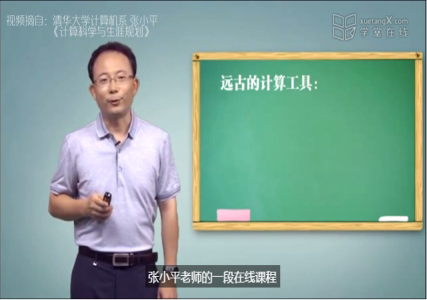 视频摘自：清华大学计算机系 张小平
《计算科学与生涯规划》
xuetangX.com
学堂在线
远古的计算工具：
张小平老师的一段在线课程